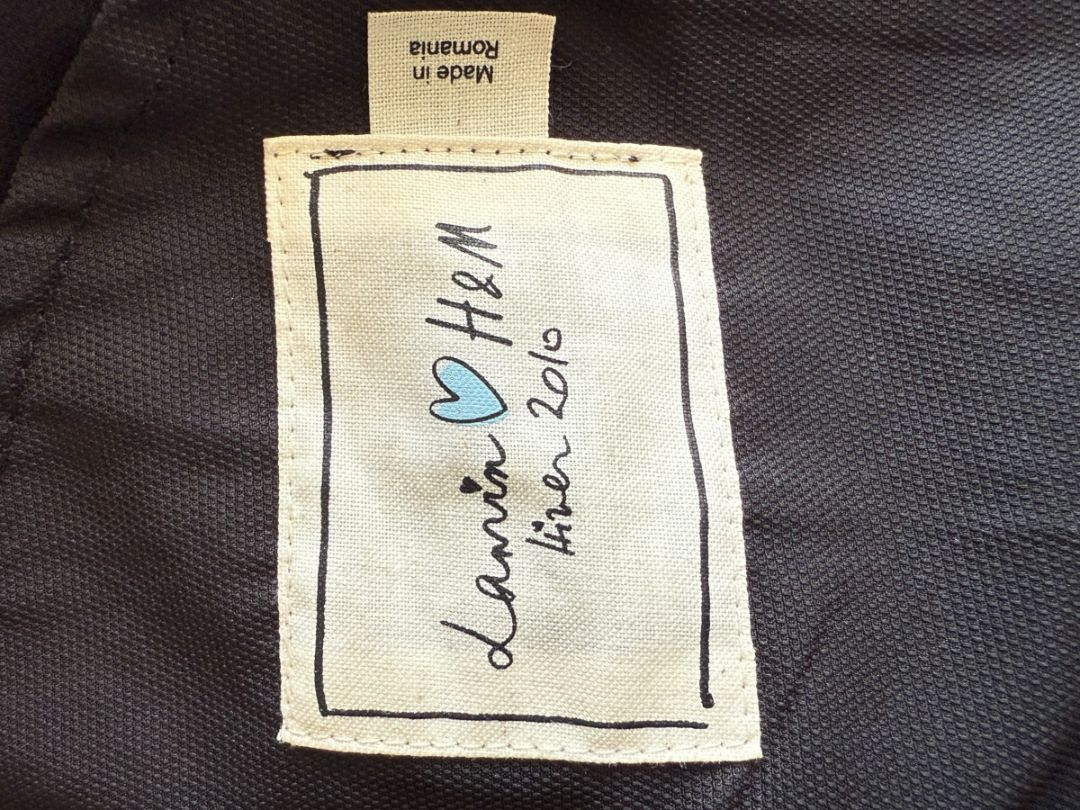 Made in
Romania
Lanvin ♡ H&M
Hiver 2010